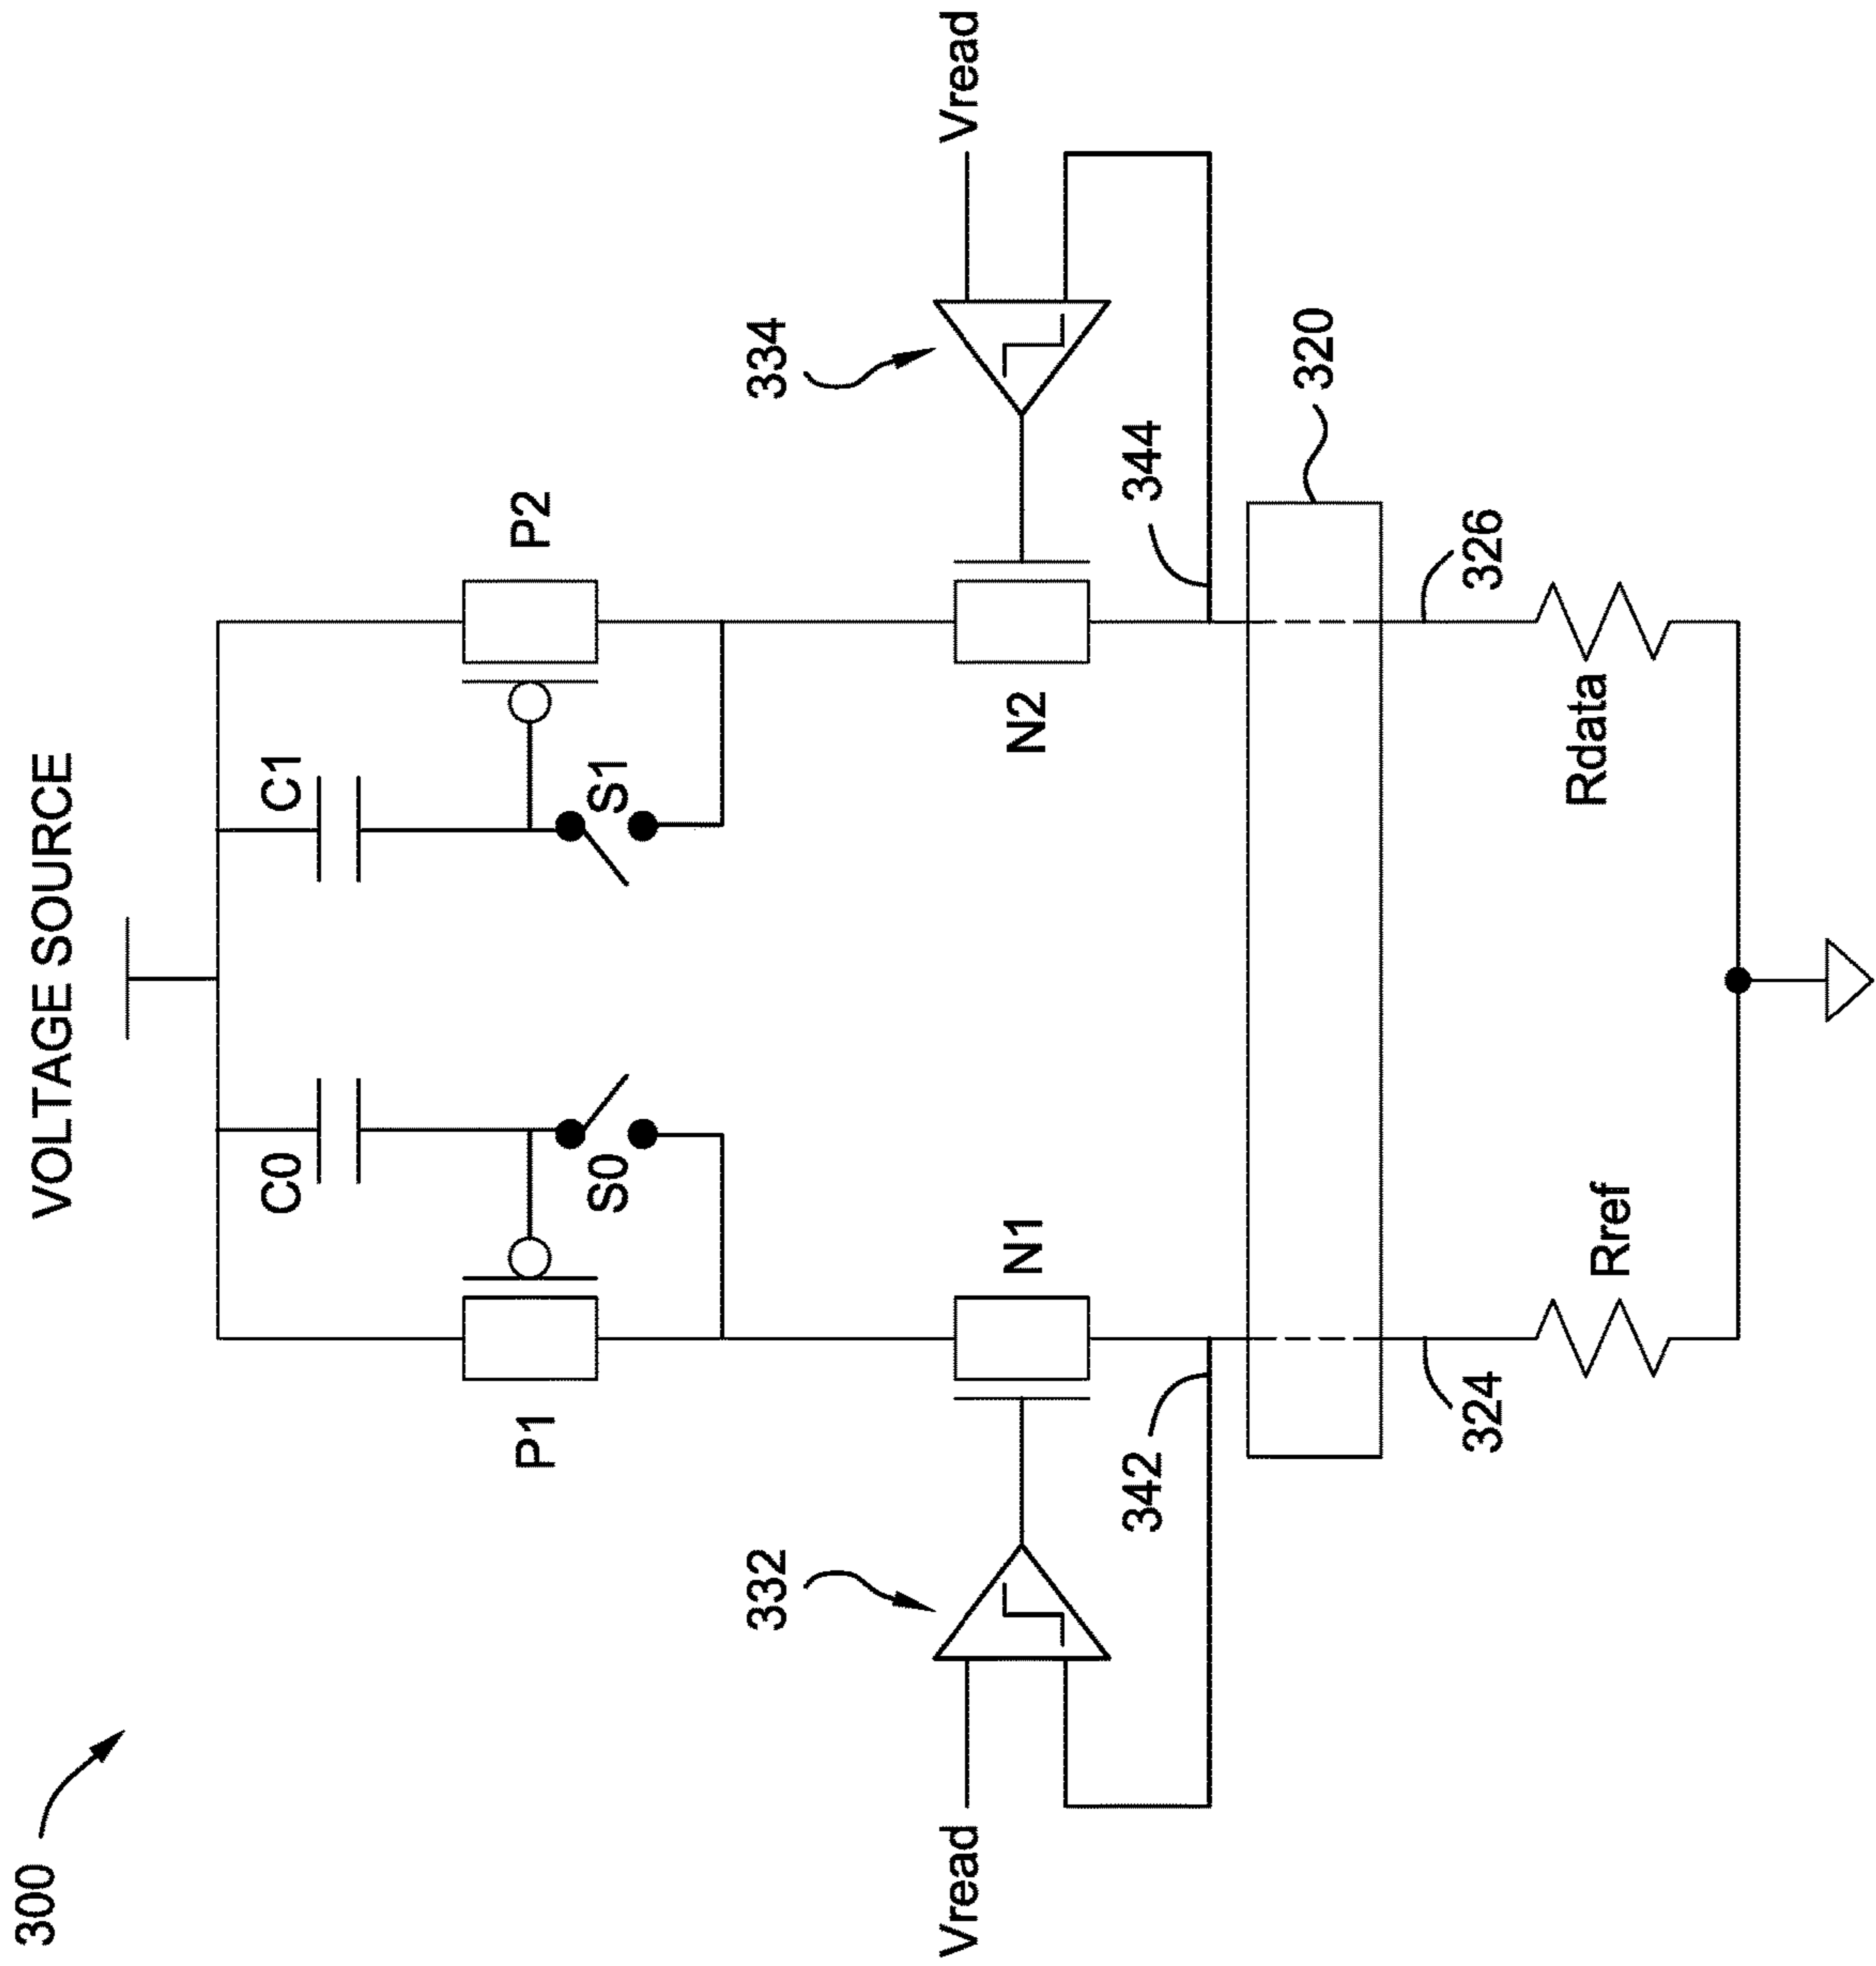 300
VOLTAGE SOURCE
C0
C1
P1
P2
S0
S1
332
334
Vread
Vread
N1
N2
342
344
320
324
326
Rref
Rdata